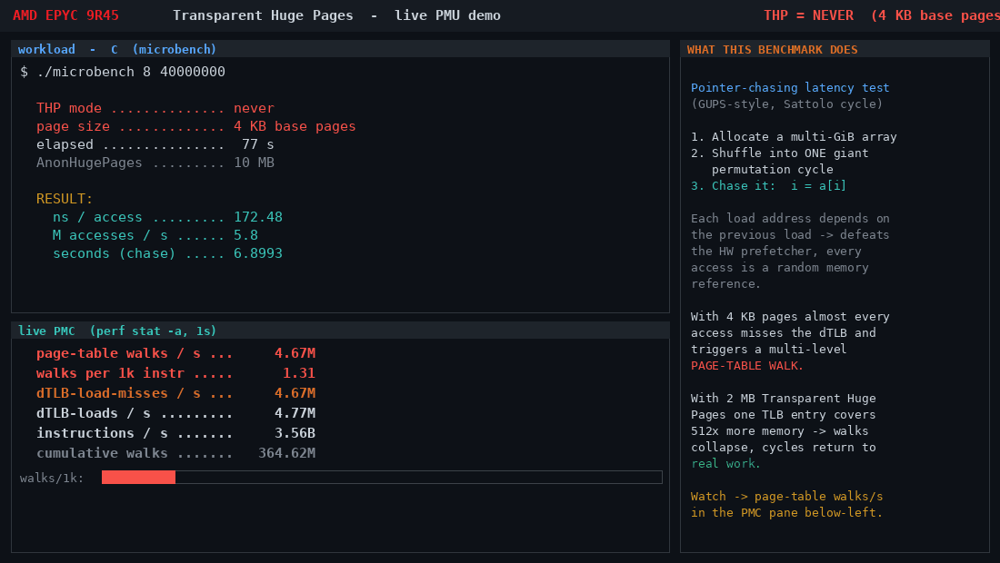 AMD EPYC 9R45 Transparent Huge Pages - live PMU demo THP = NEVER (4 KB base pages
workload - C (microbench)
$ ./microbench 8 40000000
THP mode .............. never
page size ............. 4 KB base pages
elapsed ............... 77 s
AnonHugePages ......... 10 MB
RESULT:
ns / access ......... 172.48
M accesses / s ...... 5.8
seconds (chase) ..... 6.8993
live PMC (perf stat -a, 1s)
page-table walks / s ... 4.67M
walks per 1k instr ..... 1.31
dTLB-load-misses / s ... 4.67M
dTLB-loads / s ......... 4.77M
instructions / s ....... 3.56B
cumulative walks ....... 364.62M
walks/1k:
WHAT THIS BENCHMARK DOES
Pointer-chasing latency test
(GUPS-style, Sattolo cycle)
1. Allocate a multi-GiB array
2. Shuffle into ONE giant
permutation cycle
3. Chase it: i = a[i]
Each load address depends on
the previous load -> defeats
the HW prefetcher, every
access is a random memory
reference.
With 4 KB pages almost every
access misses the dTLB and
triggers a multi-level
PAGE-TABLE WALK.
With 2 MB Transparent Huge
Pages one TLB entry covers
512x more memory -> walks
collapse, cycles return to
real work.
Watch -> page-table walks/s
in the PMC pane below-left.